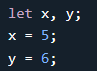 let x, y;
x = 5;
y = 6;